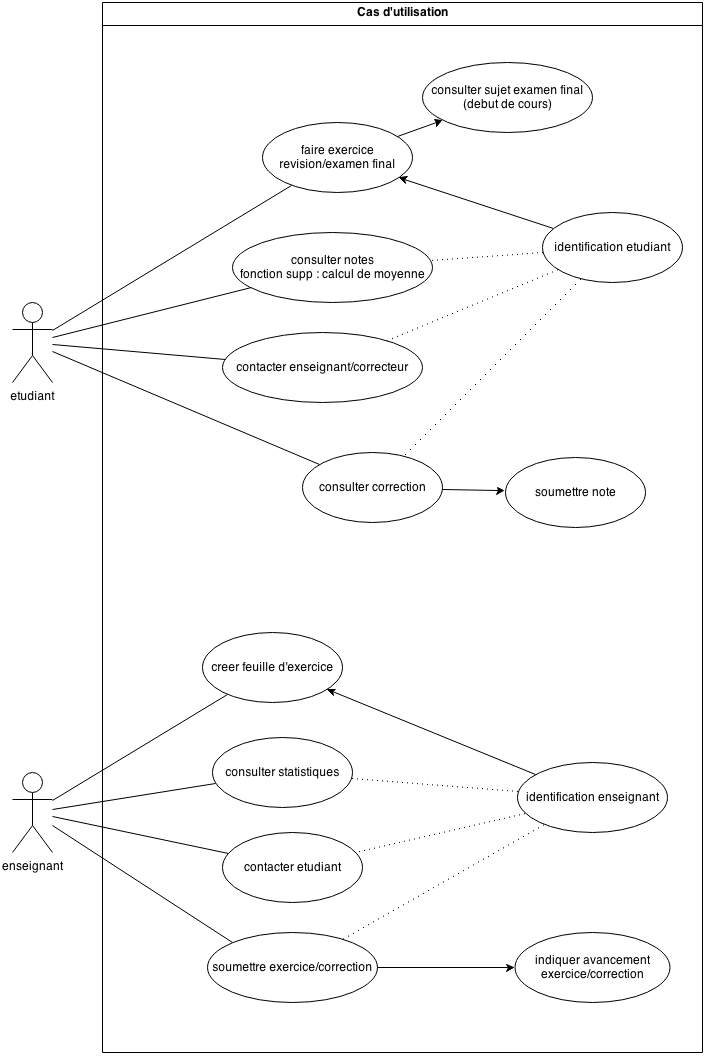 Cas d'utilisation
consulter sujet examen final
(debut de cours)
faire exercice
revision/examen final
identification etudiant
consulter notes
fonction supp : calcul de moyenne
contacter enseignant/correcteur
etudiant
consulter correction
soumettre note
creer feuille d'exercice
consulter statistiques
identification enseignant
contacter etudiant
enseignant
soumettre exercice/correction
indiquer avancement
exercice/correction